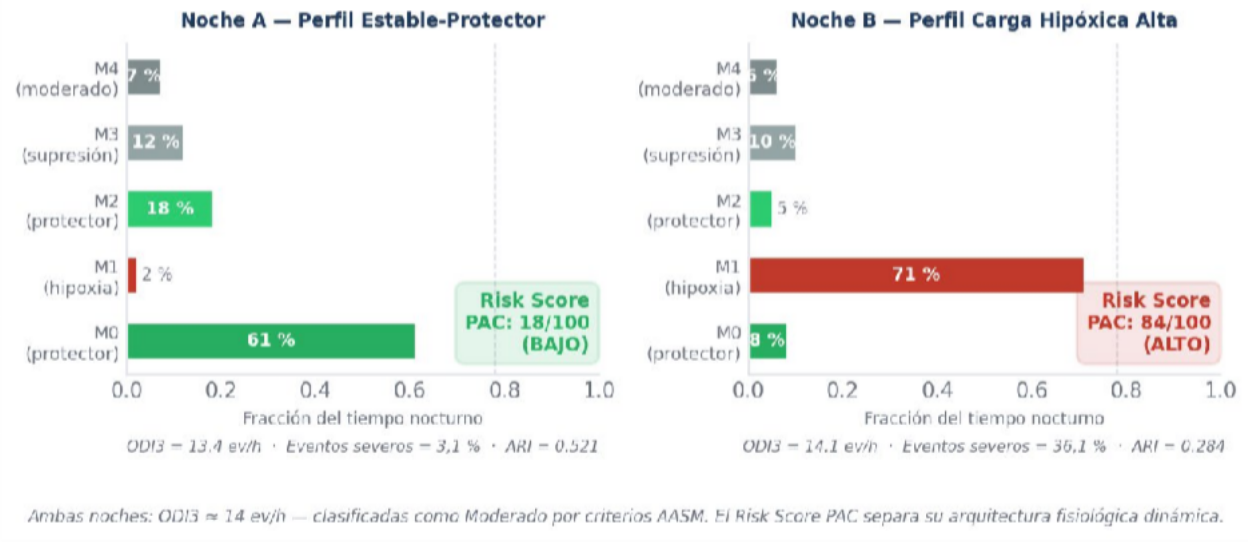 Noche A — Perfil Estable-Protector
M4
(moderado)
7 %
M3
(supresión)
12 %
M2
(protector)
18 %
M1
(hipoxia)
2 %
M0
(protector)
61 %
Risk Score
PAC: 18/100
(BAJO)
0.0 0.2 0.4 0.6 0.8 1.0
Fracción del tiempo nocturno
ODI3 = 13.4 ev/h · Eventos severos = 3,1 % · ARI = 0.521
Noche B — Perfil Carga Hipóxica Alta
M4
(moderado)
6 %
M3
(supresión)
10 %
M2
(protector)
5 %
M1
(hipoxia)
71 %
M0
(protector)
8 %
Risk Score
PAC: 84/100
(ALTO)
0.0 0.2 0.4 0.6 0.8 1.0
Fracción del tiempo nocturno
ODI3 = 14.1 ev/h · Eventos severos = 36,1 % · ARI = 0.284
Ambas noches: ODI3 ≈ 14 ev/h — clasificadas como Moderado por criterios AASM. El Risk Score PAC separa su arquitectura fisiológica dinámica.